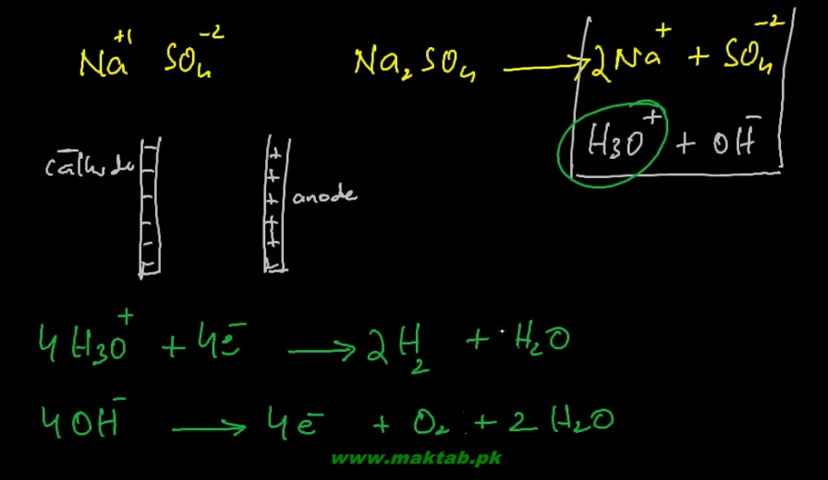 Na⁺¹ SO₄⁻² Na₂SO₄ → 2Na⁺ + SO₄⁻²
H3O⁺ + OH⁻
cathode anode
4H3O⁺ + 4e⁻ → 2H₂ + H₂O
4OH⁻ → 4e⁻ + O₂ + 2H₂O
www.maktab.pk